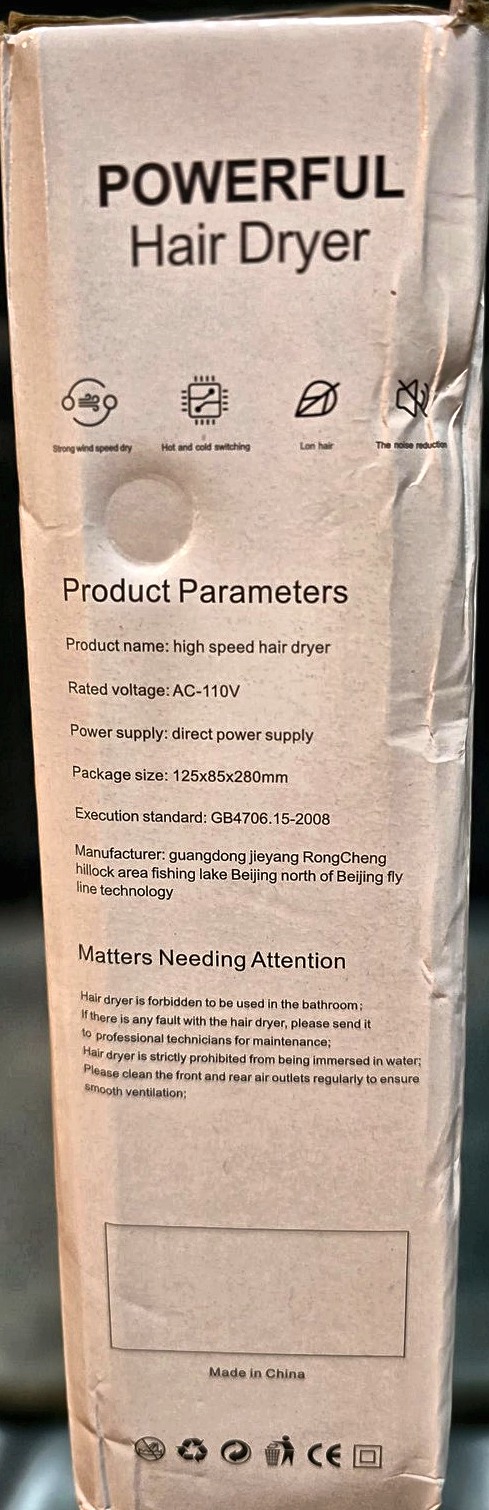 POWERFUL
Hair Dryer
Strong wind speed dry
Hot and cold switching
Lon hair
The noise reduction
Product Parameters
Product name: high speed hair dryer
Rated voltage: AC-110V
Power supply: direct power supply
Package size: 125x85x280mm
Execution standard: GB4706.15-2008
Manufacturer: guangdong jieyang RongCheng
hillock area fishing lake Beijing north of Beijing fly
line technology
Matters Needing Attention
Hair dryer is forbidden to be used in the bathroom;
If there is any fault with the hair dryer, please send it
to professional technicians for maintenance;
Hair dryer is strictly prohibited from being immersed in water;
Please clean the front and rear air outlets regularly to ensure
smooth ventilation;
Made in China
CE